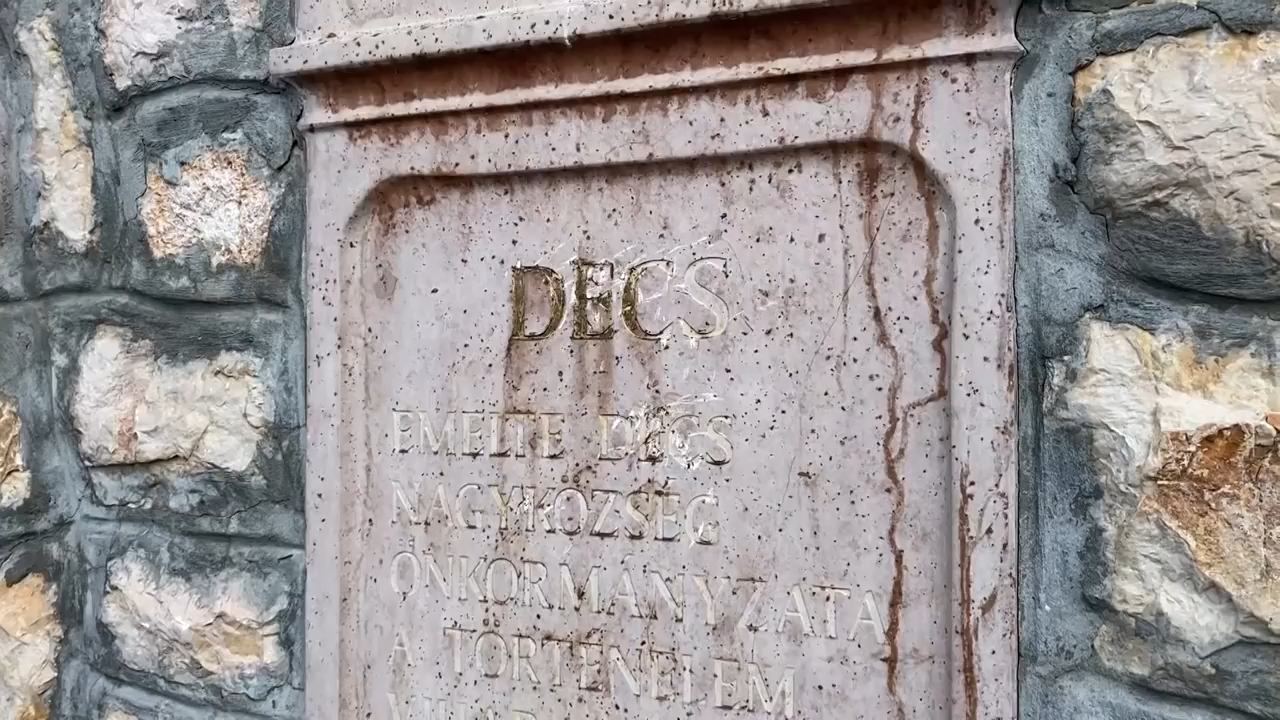 DECS
EMELTE DECS
NAGYKÖZSÉG
ÖNKORMÁNYZATA
A TÖRTÉNELEM